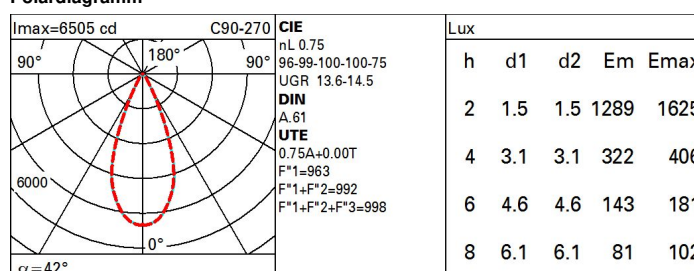 Polardiagramm
Imax=6505 cd C90-270
90° 180° 90°
6000
0°
α=42°
CIE
nL 0.75
96-99-100-100-75
UGR 13.6-14.5
DIN
A.61
UTE
0.75A+0.00T
F"1=963
F"1+F"2=992
F"1+F"2+F"3=998
Lux
h d1 d2 Em Emax
2 1.5 1.5 1289 1625
4 3.1 3.1 322 406
6 4.6 4.6 143 181
8 6.1 6.1 81 102